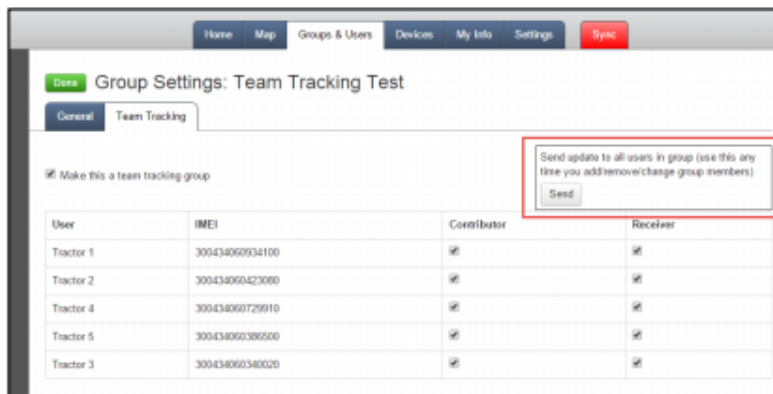 Home Map Groups & Users Devices My Info Settings Sync
Done Group Settings: Team Tracking Test
General Team Tracking
Send update to all users in group (use this any
time you add/remove/change group members)
Send
Make this a team tracking group
User IMEI Contributor Receiver
Tractor 1 300434060934100
Tractor 2 300434060423080
Tractor 4 300434060729910
Tractor 5 300434060386500
Tractor 3 300434060340020